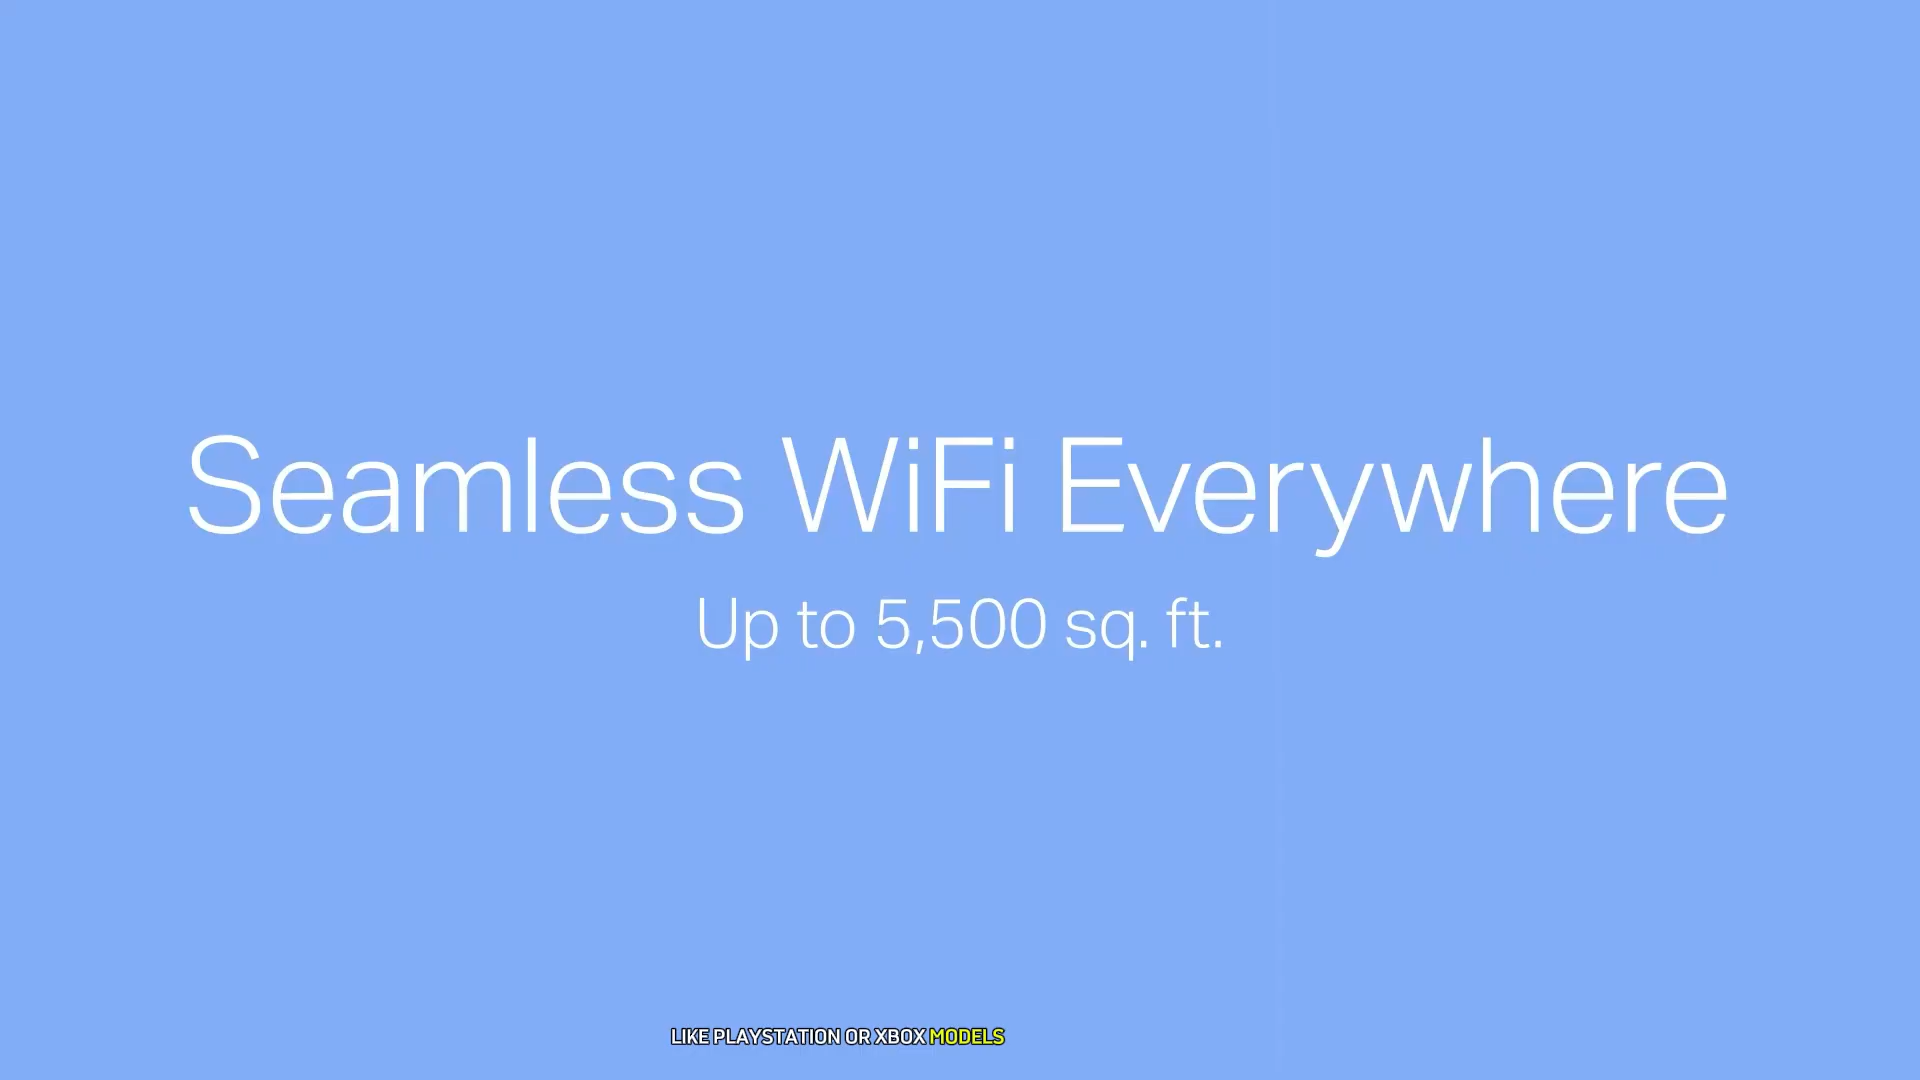 Seamless WiFi Everywhere
Up to 5,500 sq. ft.
LIKE PLAYSTATION OR XBOX MODELS